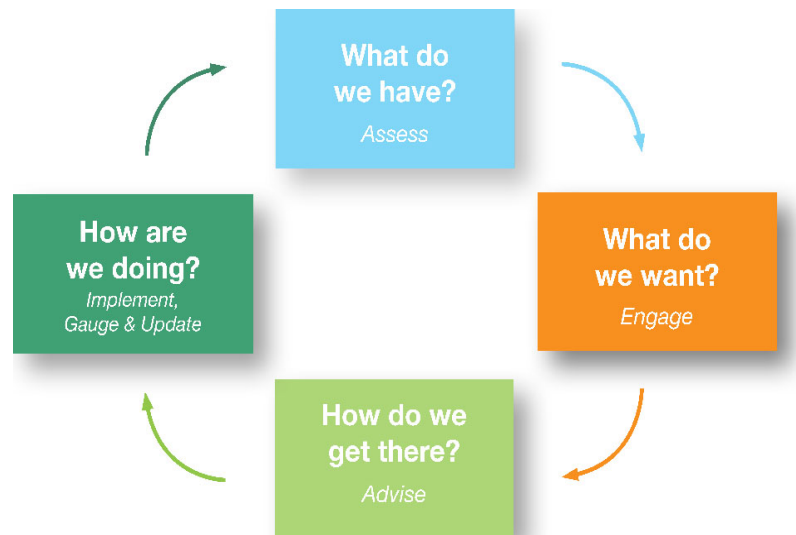 What do
we have?
Assess
What do
we want?
Engage
How do we
get there?
Advise
How are
we doing?
Implement,
Gauge & Update